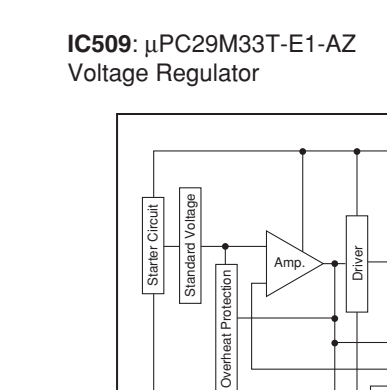 IC509: µPC29M33T-E1-AZ
Voltage Regulator
Starter Circuit
Standard Voltage
Overheat Protection
Amp.
Driver